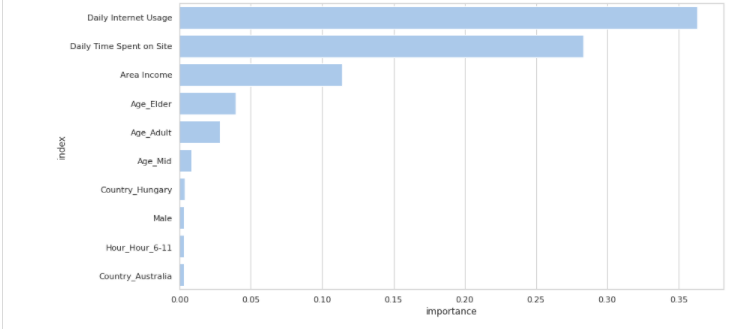 Daily Internet Usage
Daily Time Spent on Site
Area Income
Age_Elder
Age_Adult
index
Age_Mid
Country_Hungary
Male
Hour_Hour_6-11
Country_Australia
0.00 0.05 0.10 0.15 0.20 0.25 0.30 0.35
importance